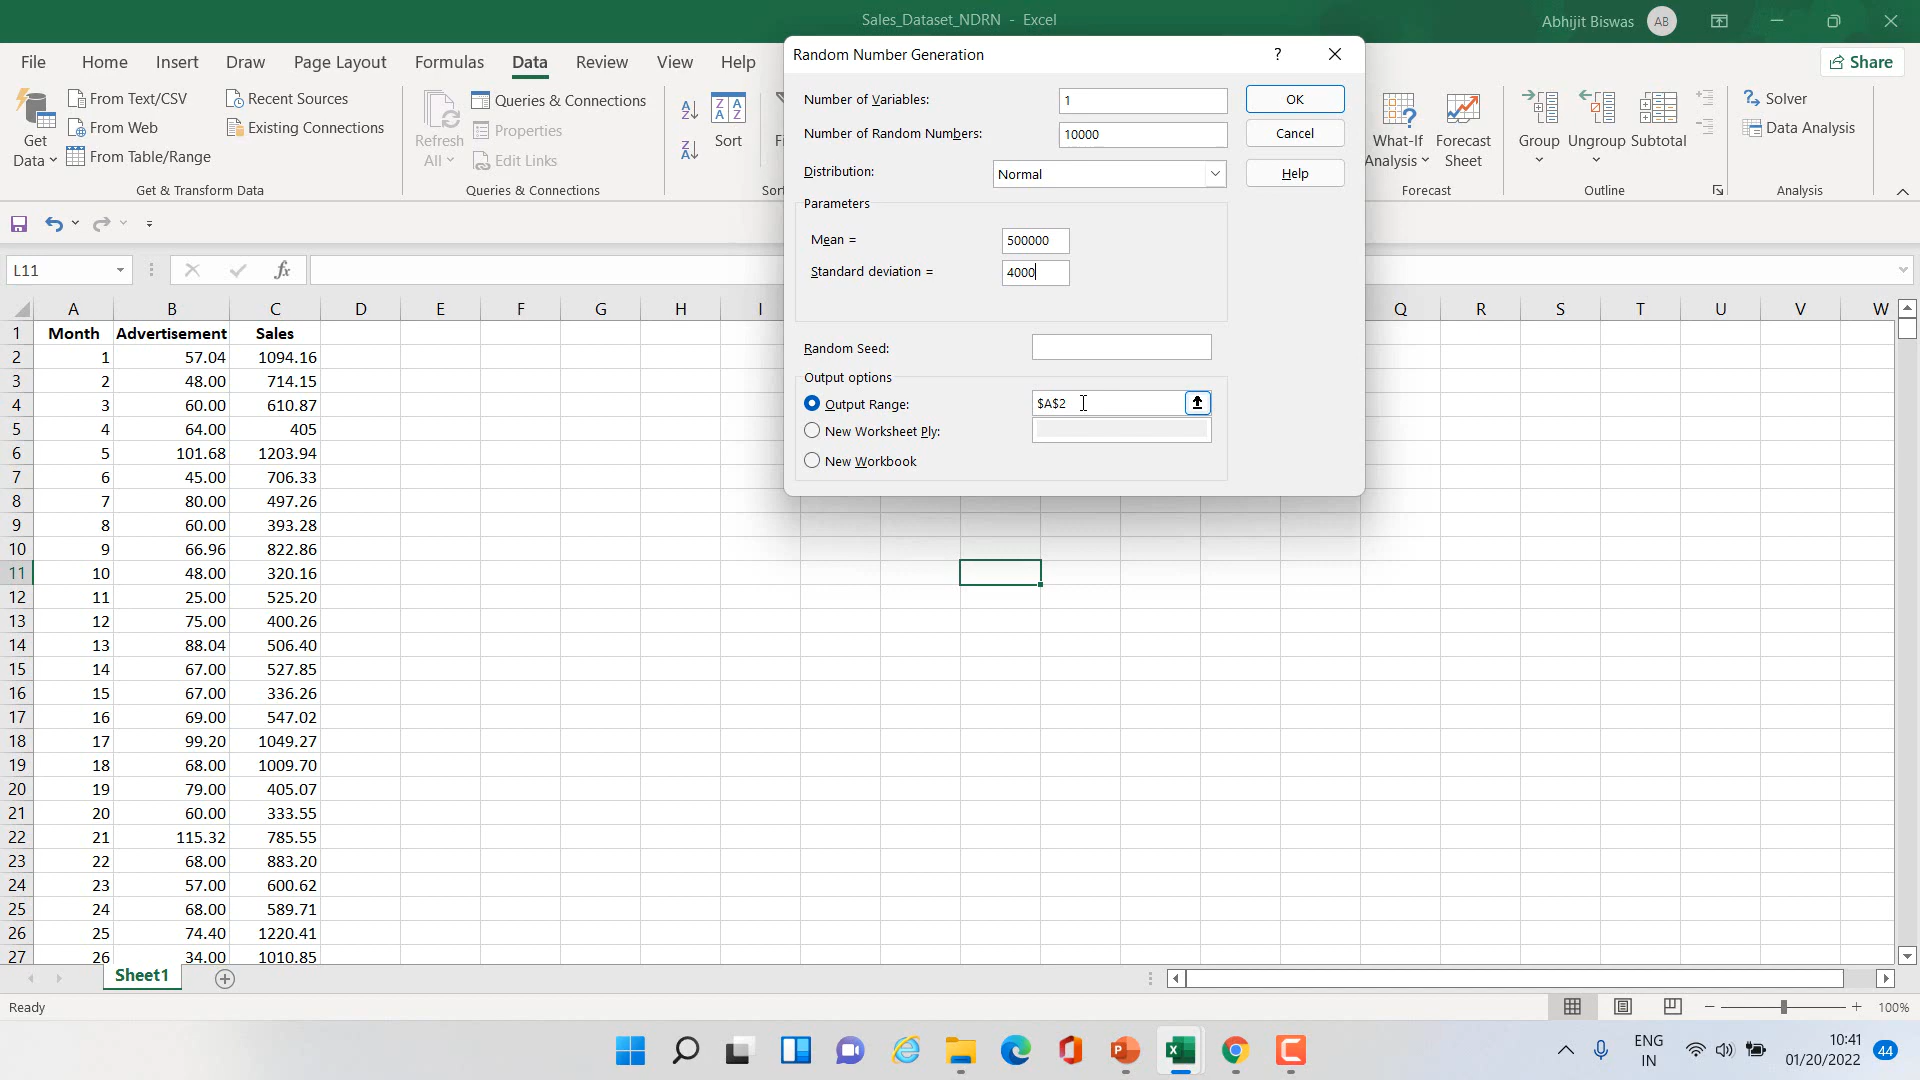 Sales_Dataset_NDRN - Excel
Abhijit Biswas AB
File Home Insert Draw Page Layout Formulas Data Review View Help
Share
Get Data
From Text/CSV
From Web
From Table/Range
Recent Sources
Existing Connections
Get & Transform Data
Refresh All
Queries & Connections
Properties
Edit Links
Queries & Connections
Sort
What-If Analysis
Forecast Sheet
Forecast
Group Ungroup Subtotal
Outline
Solver
Data Analysis
Analysis
Random Number Generation ?
Number of Variables: 1 OK
Number of Random Numbers: 10000 Cancel
Distribution: Normal Help
Parameters
Mean = 500000
Standard deviation = 4000
Random Seed:
Output options
Output Range: $A$2
New Worksheet Ply:
New Workbook
L11 fx
A B C D E F G H I Q R S T U V W
1 Month Advertisement Sales
2 1 57.04 1094.16
3 2 48.00 714.15
4 3 60.00 610.87
5 4 64.00 405
6 5 101.68 1203.94
7 6 45.00 706.33
8 7 80.00 497.26
9 8 60.00 393.28
10 9 66.96 822.86
11 10 48.00 320.16
12 11 25.00 525.20
13 12 75.00 400.26
14 13 88.04 506.40
15 14 67.00 527.85
16 15 67.00 336.26
17 16 69.00 547.02
18 17 99.20 1049.27
19 18 68.00 1009.70
20 19 79.00 405.07
21 20 60.00 333.55
22 21 115.32 785.55
23 22 68.00 883.20
24 23 57.00 600.62
25 24 68.00 589.71
26 25 74.40 1220.41
27 26 34.00 1010.85
Sheet1
Ready
100%
ENG IN
10:41
01/20/2022
44